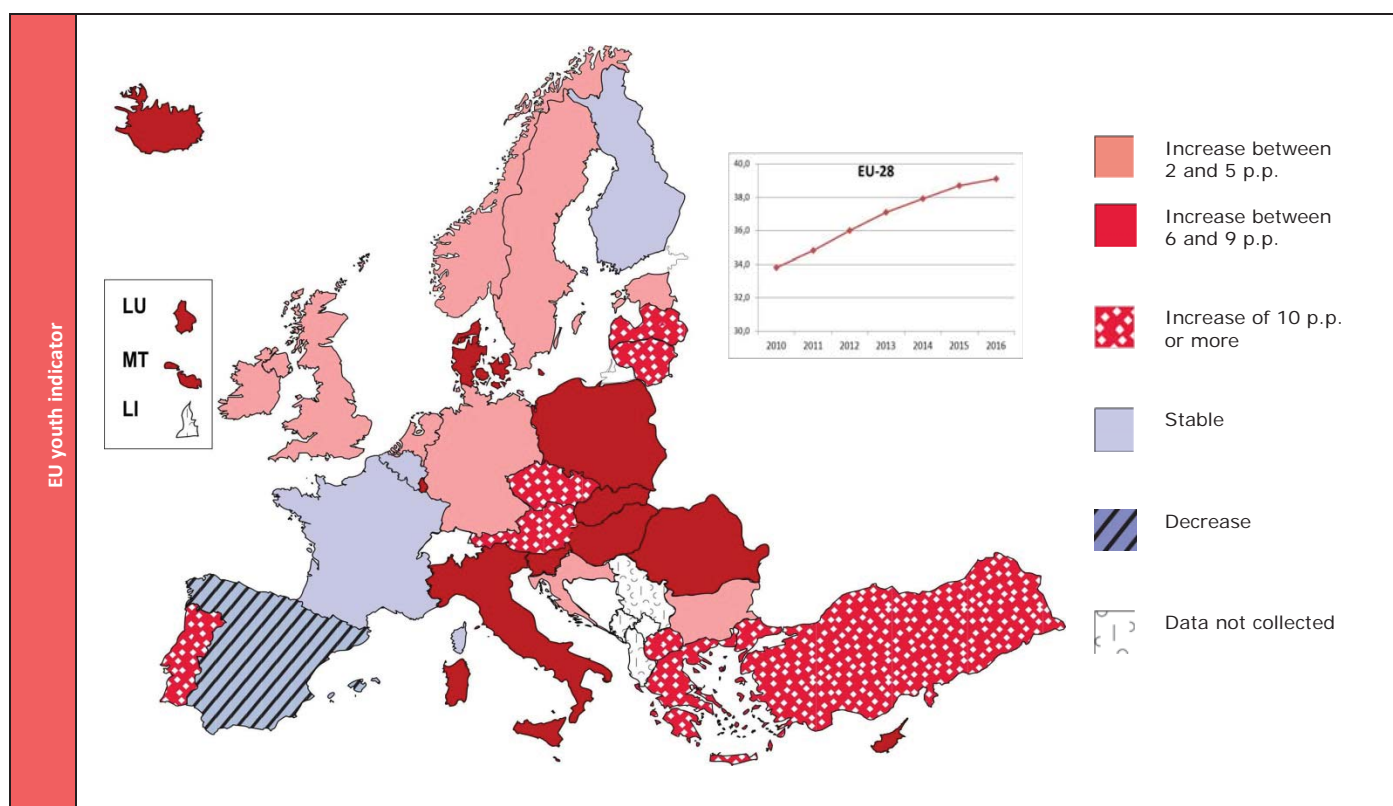 EU youth indicator
LU
MT
LI
EU-28
40,0
38,0
36,0
34,0
32,0
30,0
2010 2011 2012 2013 2014 2015 2016
Increase between
2 and 5 p.p.
Increase between
6 and 9 p.p.
Increase of 10 p.p.
or more
Stable
Decrease
Data not collected